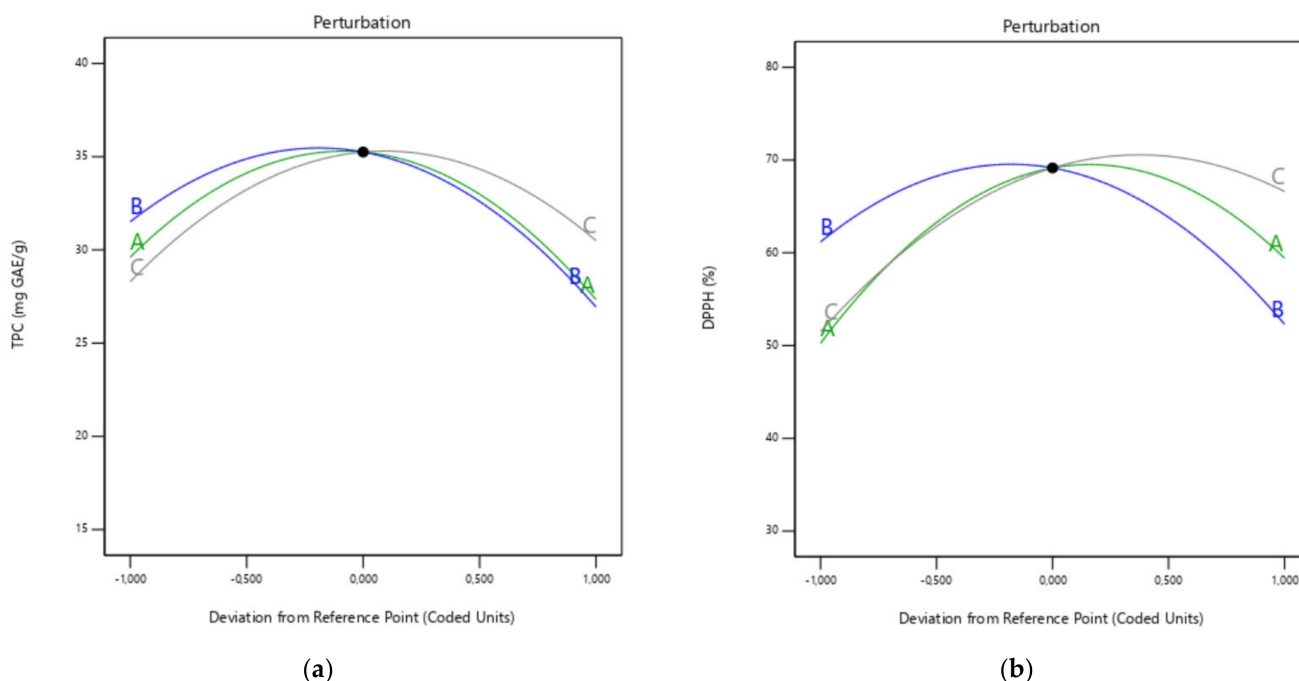 Perturbation
40
35
30
25
20
15
TPC (mg GAE/g)
B
A
C
C
B
A
-1,000
-0,500
0,000
0,500
1,000
Deviation from Reference Point (Coded Units)
(a)
Perturbation
80
70
60
50
40
30
DPPH (%)
B
C
A
C
A
B
-1,000
-0,500
0,000
0,500
1,000
Deviation from Reference Point (Coded Units)
(b)